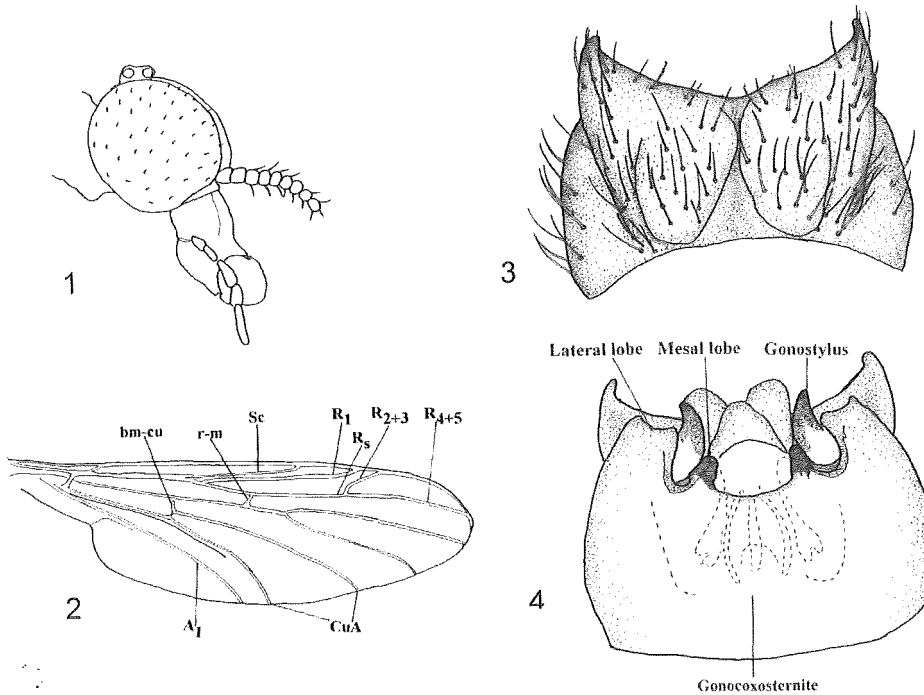 1
bm-cu
r-m
Sc
R1
Rs
R2+3
R4+5
A1
CuA
2
3
Lateral lobe Mesal lobe Gonostylus
4
Gonocoxosternite